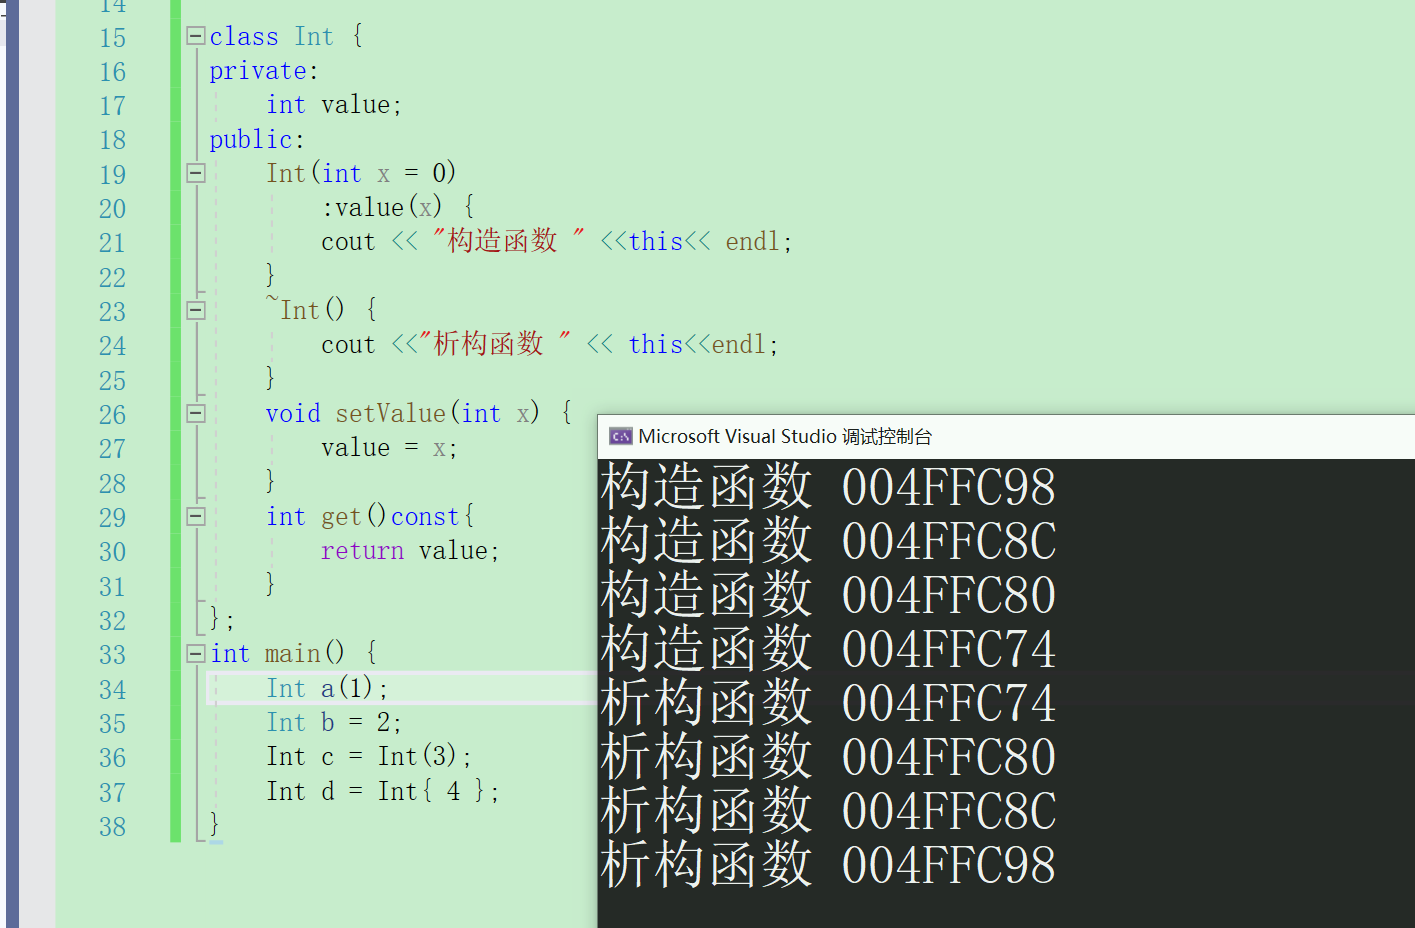 14
15 class Int {
16 private:
17 int value;
18 public:
19 Int(int x = 0)
20 :value(x) {
21 cout << "构造函数 " <<this<< endl;
22 }
23 ~Int() {
24 cout <<"析构函数 " << this<<endl;
25 }
26 void setValue(int x) {
27 value = x;
28 }
29 int get()const{
30 return value;
31 }
32 };
33 int main() {
34 Int a(1);
35 Int b = 2;
36 Int c = Int(3);
37 Int d = Int{ 4 };
38 }
C:\ Microsoft Visual Studio 调试控制台
构造函数 004FFC98
构造函数 004FFC8C
构造函数 004FFC80
构造函数 004FFC74
析构函数 004FFC74
析构函数 004FFC80
析构函数 004FFC8C
析构函数 004FFC98